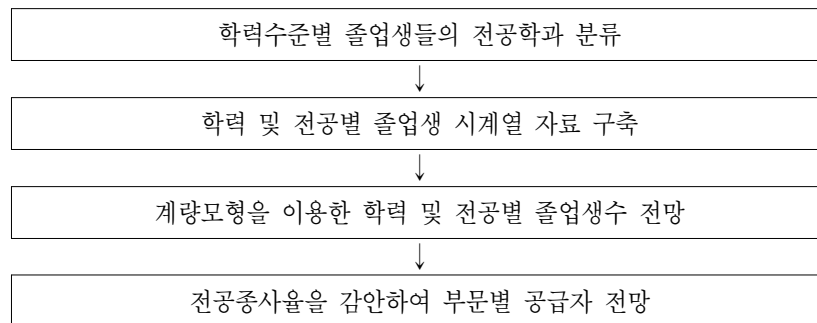 학력수준별 졸업생들의 전공학과 분류
↓
학력 및 전공별 졸업생 시계열 자료 구축
↓
계량모형을 이용한 학력 및 전공별 졸업생수 전망
↓
전공종사율을 감안하여 부문별 공급자 전망